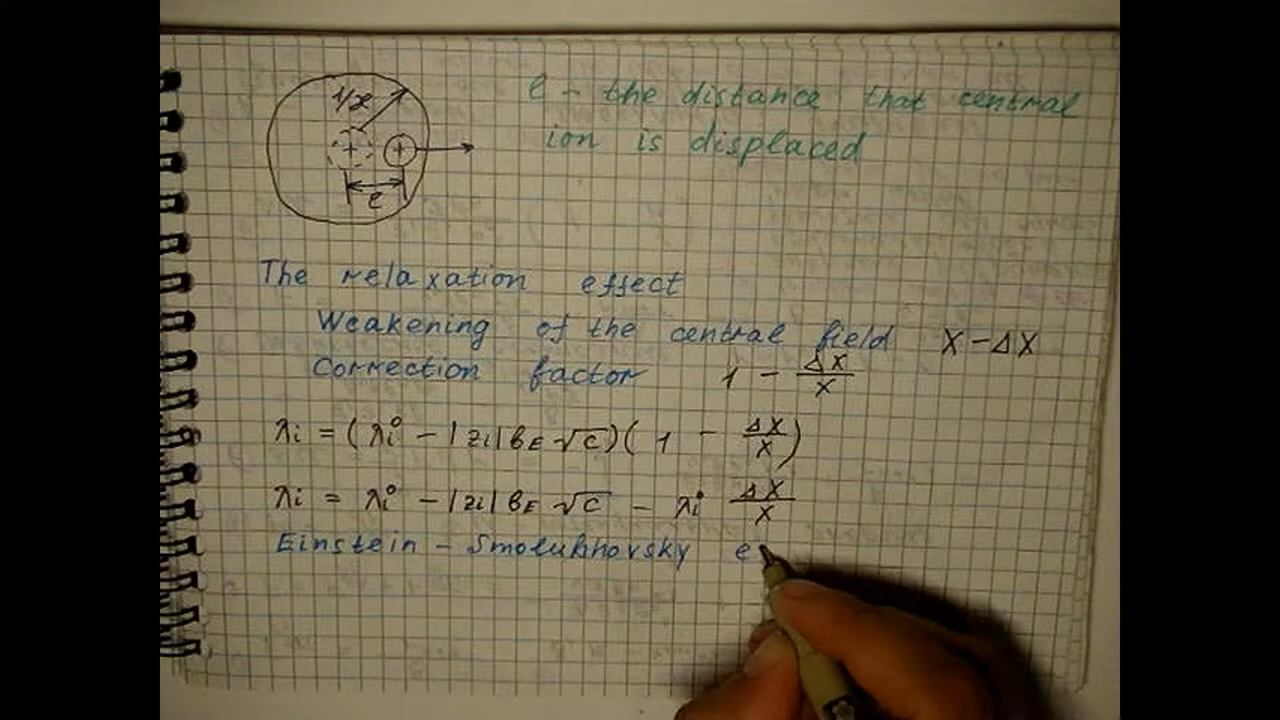 1/ϰ
l - the distance that central
ion is displaced
+ +
l
The relaxation effect
Weakening of the central field X - ΔX
Correction factor 1 - ΔX/X
λi = (λi° - |zi| BE √c)(1 - ΔX/X)
λi = λi° - |zi| BE √c - λi° ΔX/X
Einstein - Smolukhovsky e